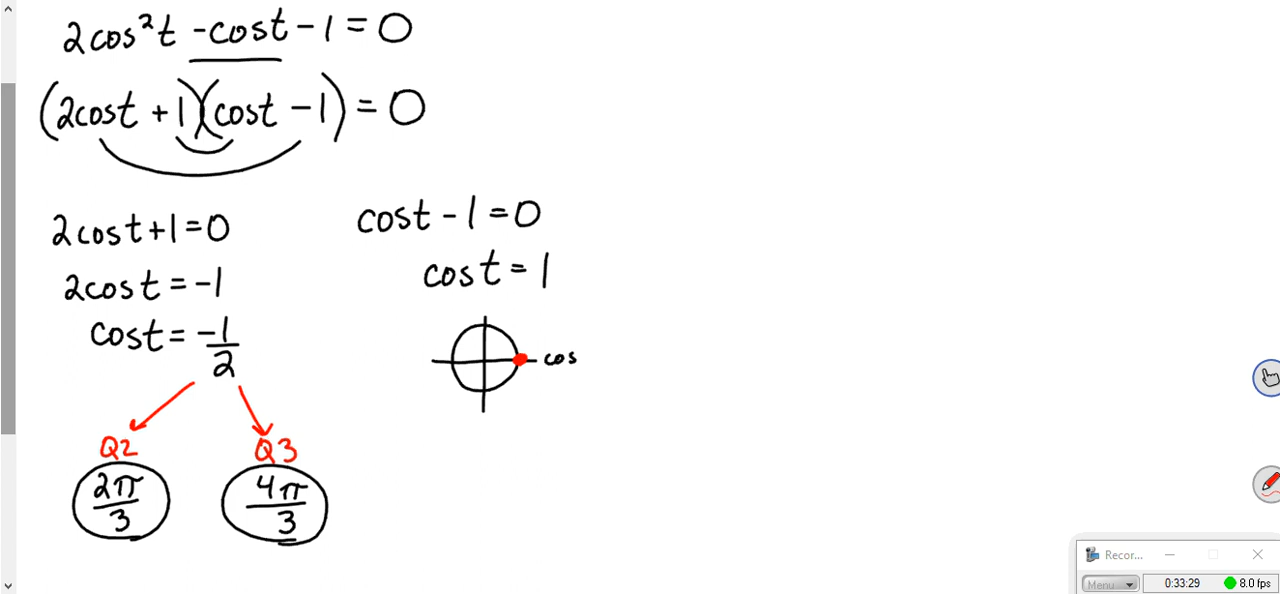 2cos²t - cost - 1 = 0
(2cost + 1)(cost - 1) = 0
2cost + 1 = 0
2cost = -1
cost = -1/2
Q2
2π/3
Q3
4π/3
cost - 1 = 0
cost = 1
cos
Recor...
Menu
0:33:29
8.0 fps